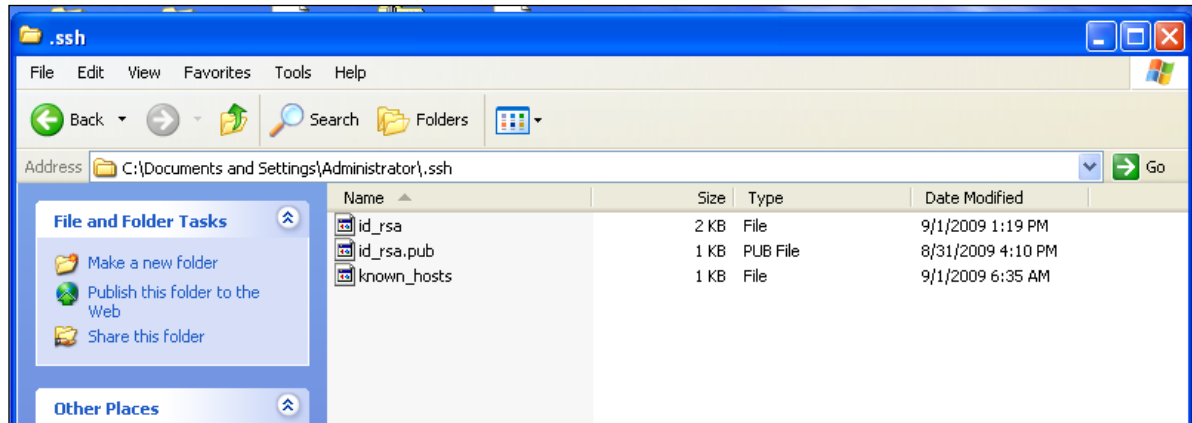 .ssh
File Edit View Favorites Tools Help
Back Search Folders
Address C:\Documents and Settings\Administrator\.ssh Go
Name Size Type Date Modified
File and Folder Tasks
Make a new folder
Publish this folder to the
Web
Share this folder
Other Places
id_rsa 2 KB File 9/1/2009 1:19 PM
id_rsa.pub 1 KB PUB File 8/31/2009 4:10 PM
known_hosts 1 KB File 9/1/2009 6:35 AM